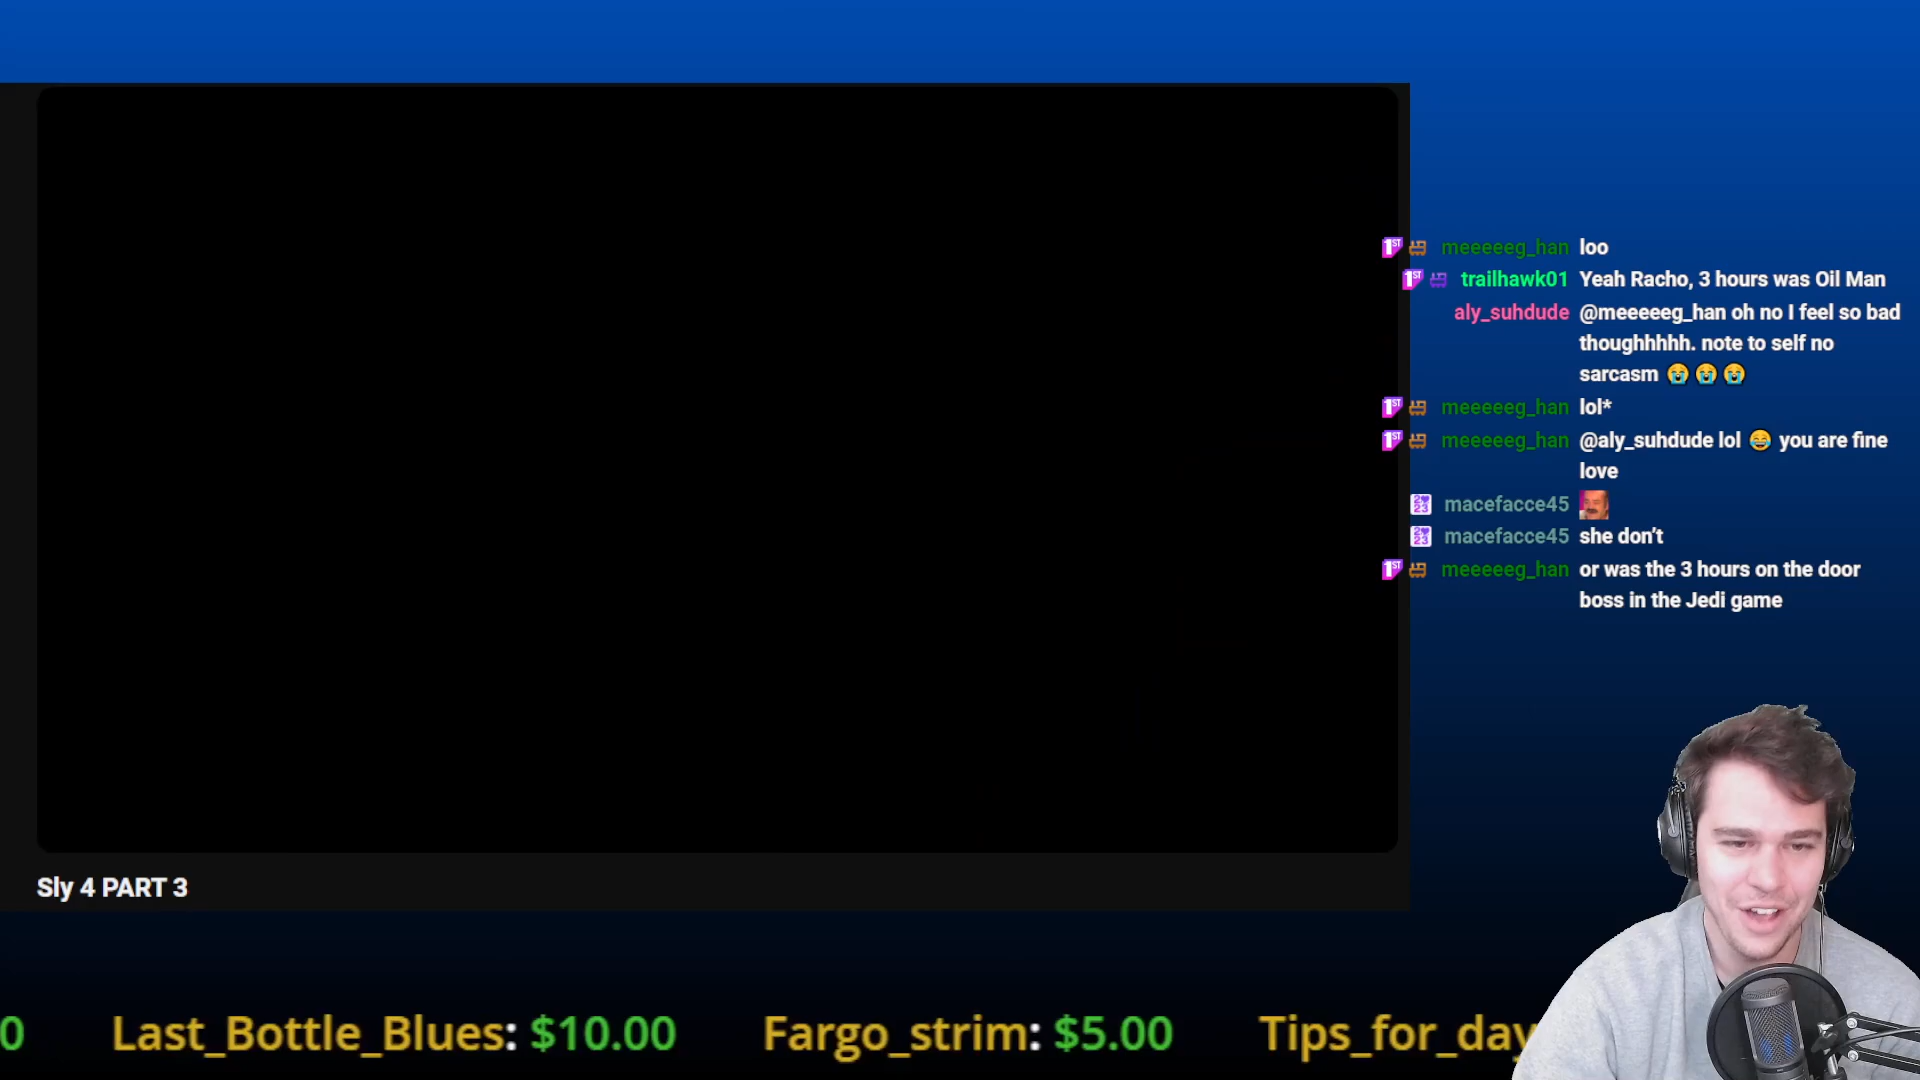 meeeeeg_han loo
trailhawk01 Yeah Racho, 3 hours was Oil Man
aly_suhdude @meeeeeg_han oh no I feel so bad
thoughhhhh. note to self no
sarcasm 😭 😭 😭
meeeeeg_han lol*
meeeeeg_han @aly_suhdude lol 😂 you are fine
love
macefacce45
macefacce45 she don't
meeeeeg_han or was the 3 hours on the door
boss in the Jedi game
Sly 4 PART 3
0 Last_Bottle_Blues: $10.00 Fargo_strim: $5.00 Tips_for_day